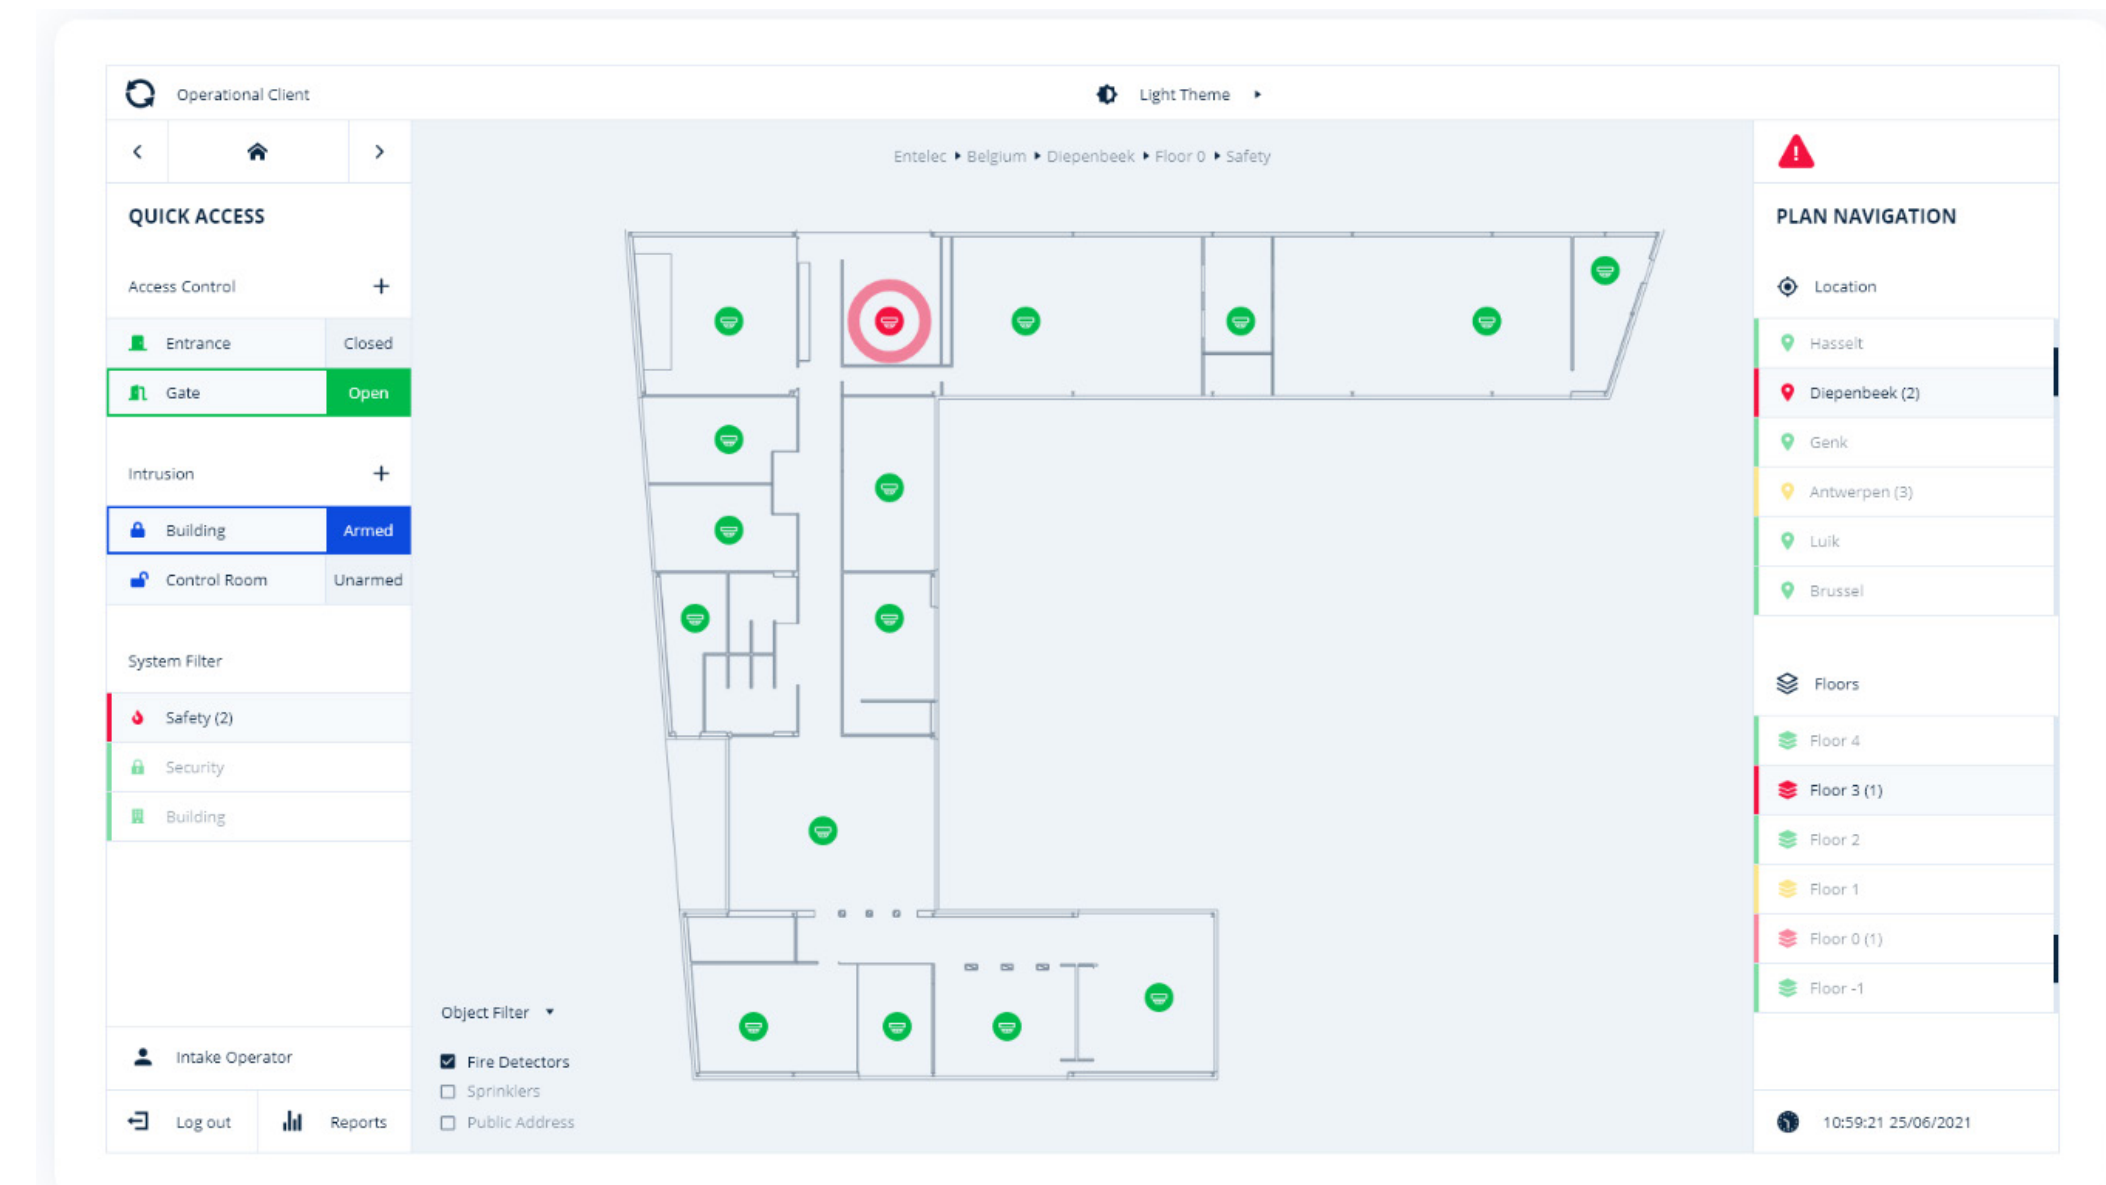 Operational Client
Light Theme
Entelec ▸ Belgium ▸ Diepenbeek ▸ Floor 0 ▸ Safety
QUICK ACCESS
Access Control +
Entrance Closed
Gate Open
Intrusion +
Building Armed
Control Room Unarmed
System Filter
Safety (2)
Security
Building
Intake Operator
Log out Reports
Object Filter
Fire Detectors
Sprinklers
Public Address
PLAN NAVIGATION
Location
Hasselt
Diepenbeek (2)
Genk
Antwerpen (3)
Luik
Brussel
Floors
Floor 4
Floor 3 (1)
Floor 2
Floor 1
Floor 0 (1)
Floor -1
10:59:21 25/06/2021